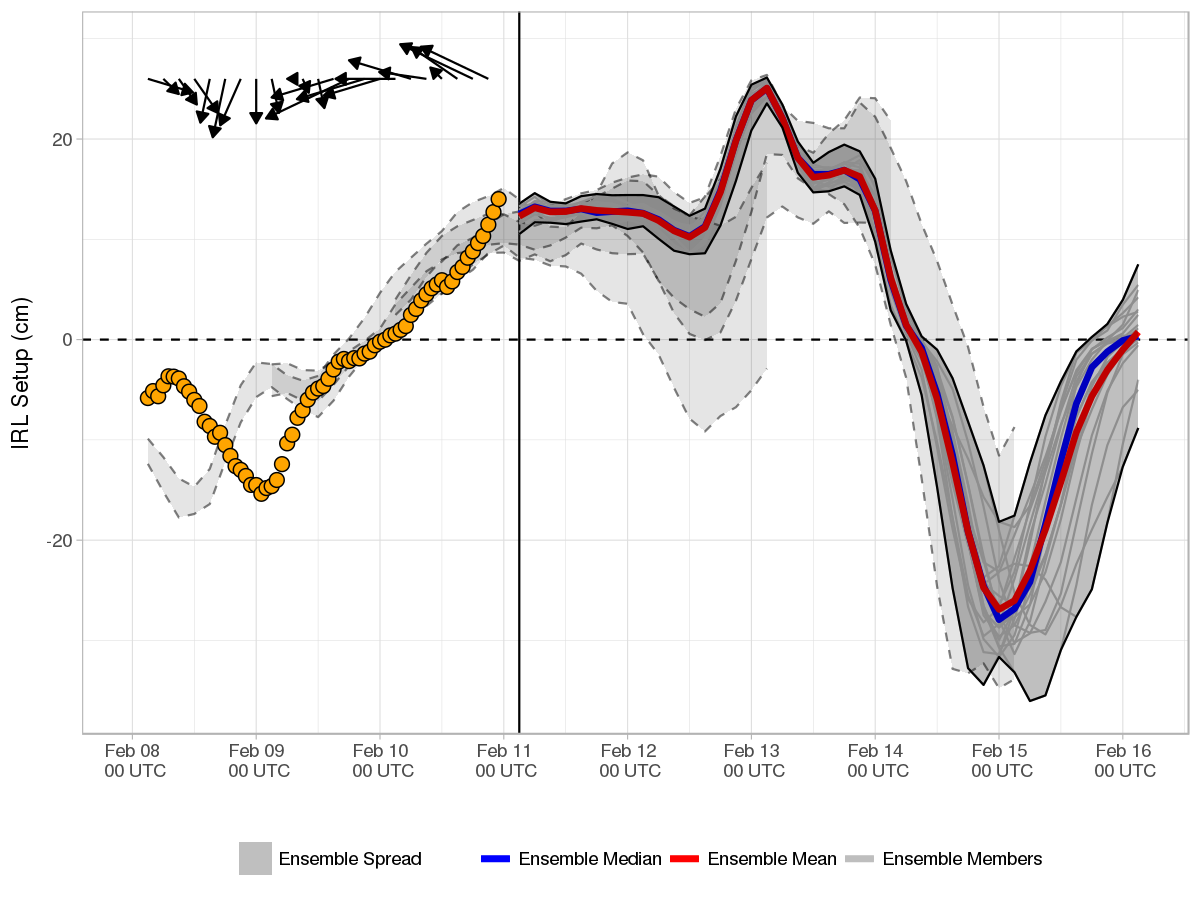 IRL Setup (cm)
20
0
-20
Feb 08 Feb 09 Feb 10 Feb 11 Feb 12 Feb 13 Feb 14 Feb 15 Feb 16
00 UTC 00 UTC 00 UTC 00 UTC 00 UTC 00 UTC 00 UTC 00 UTC 00 UTC
Ensemble Spread Ensemble Median Ensemble Mean Ensemble Members